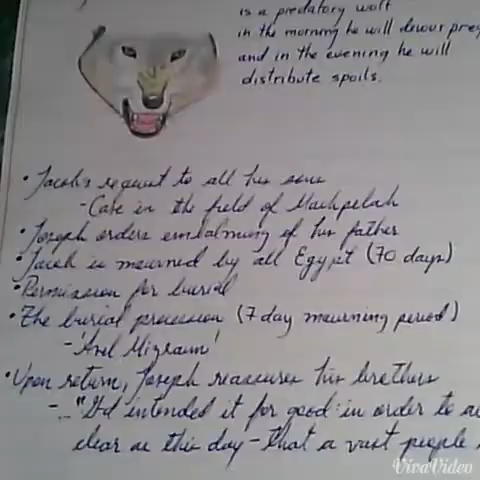 is a predatory wolf
in the morning he will devour prey
and in the evening he will
distribute spoils.
• Jacob's request to all his sons
- Cave in the field of Machpelah
• Joseph orders embalming of his father
• Jacob is mourned by all Egypt (70 days)
• Permission for burial
• The burial procession (7 day mourning period)
- 'Avel Mizraim'
• Upon return, Joseph reassures his brothers
- ... "G-d intended it for good: in order to
clear as this day - that a vast people
VivaVideo